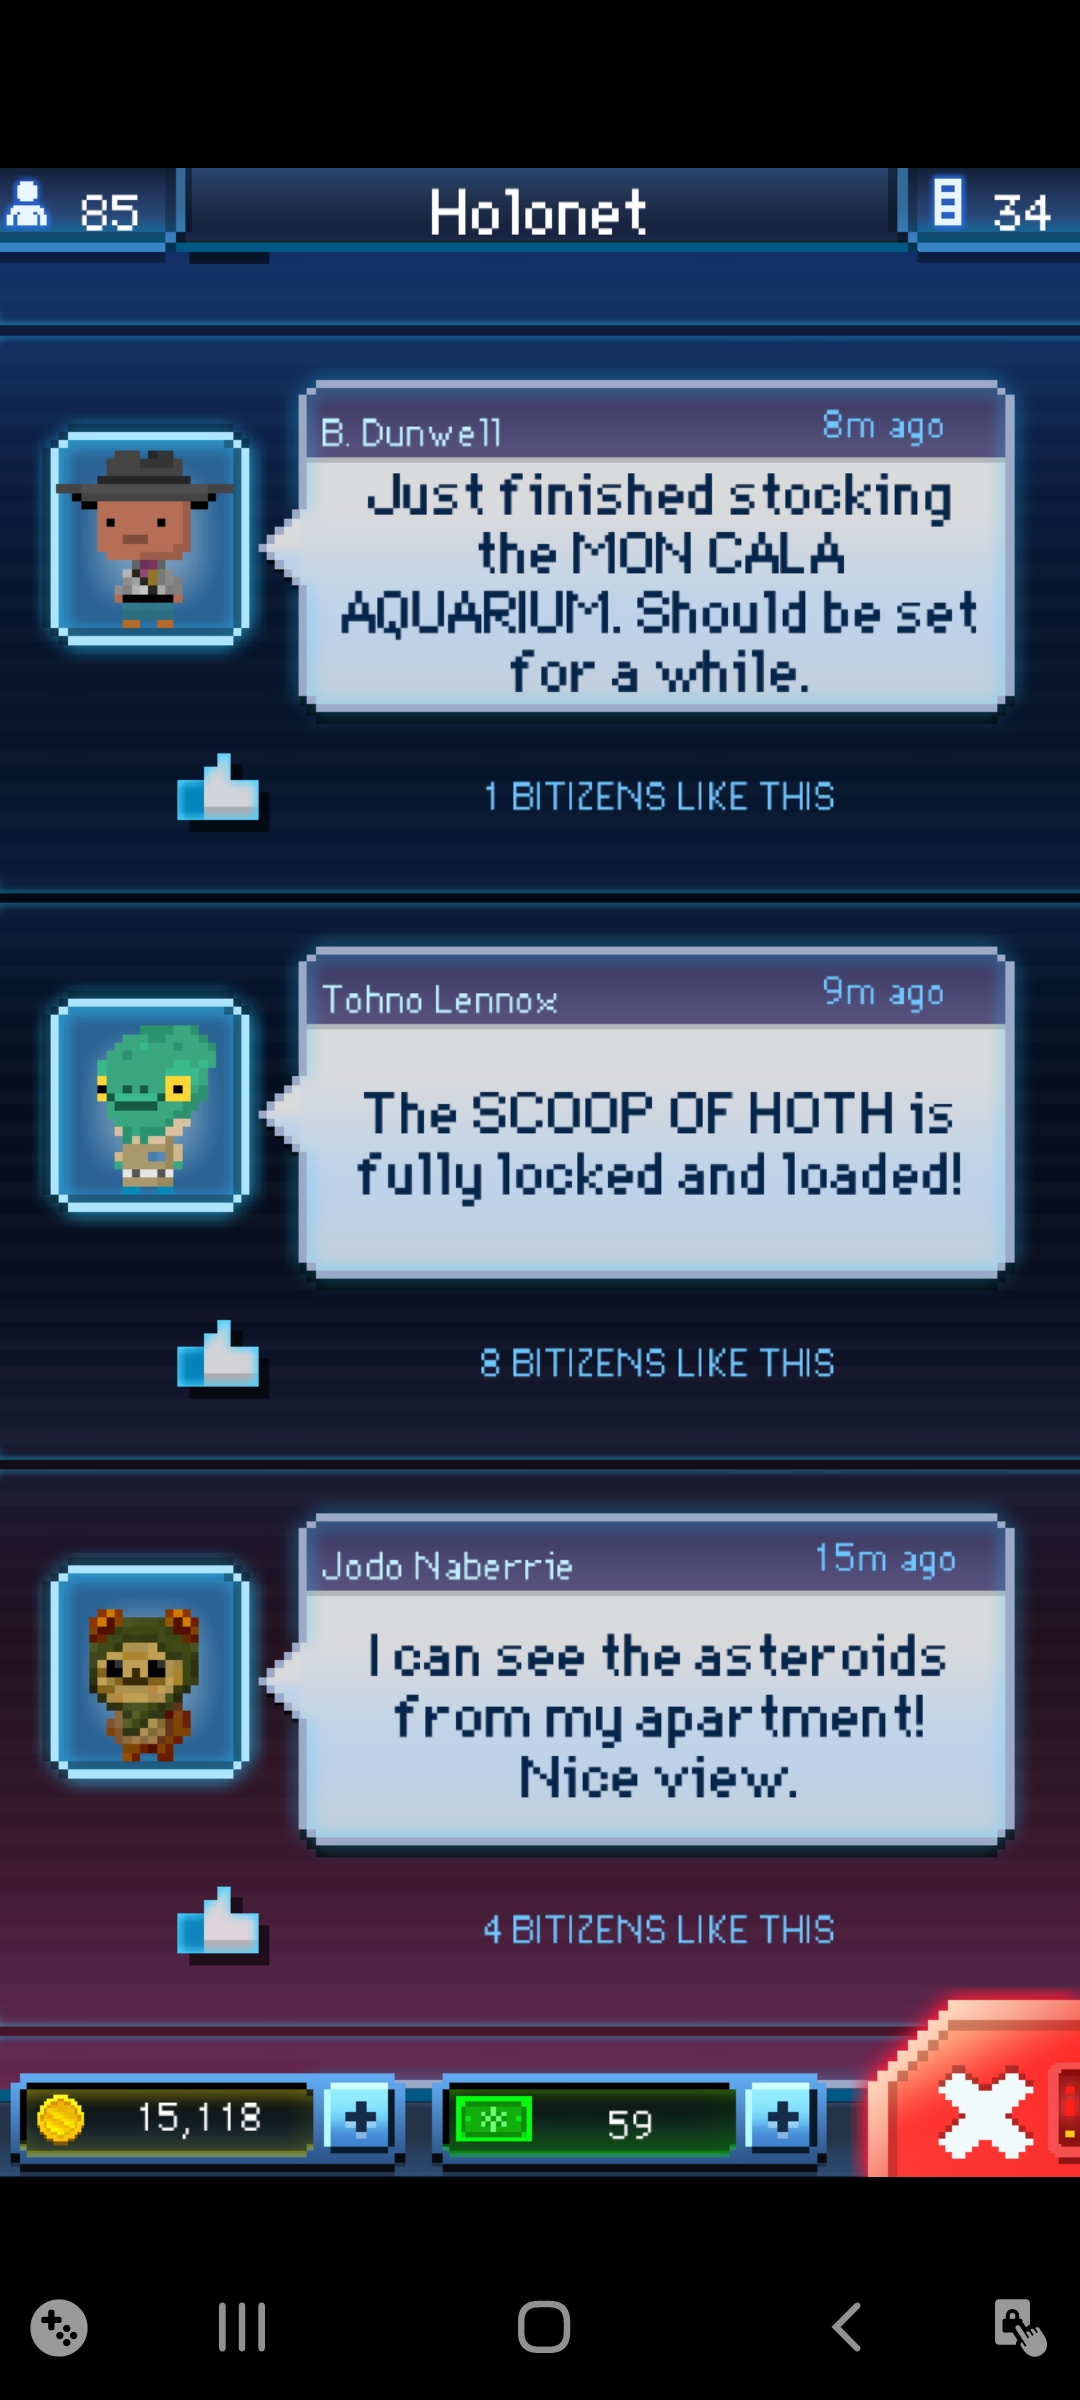 85
Holonet
34
B. Dunwell
8m ago
Just finished stocking
the MON CALA
AQUARIUM. Should be set
for a while.
1 BITIZENS LIKE THIS
Tohno Lennox
9m ago
The SCOOP OF HOTH is
fully locked and loaded!
8 BITIZENS LIKE THIS
Jodo Naberrie
15m ago
I can see the asteroids
from my apartment!
Nice view.
4 BITIZENS LIKE THIS
15,118
59